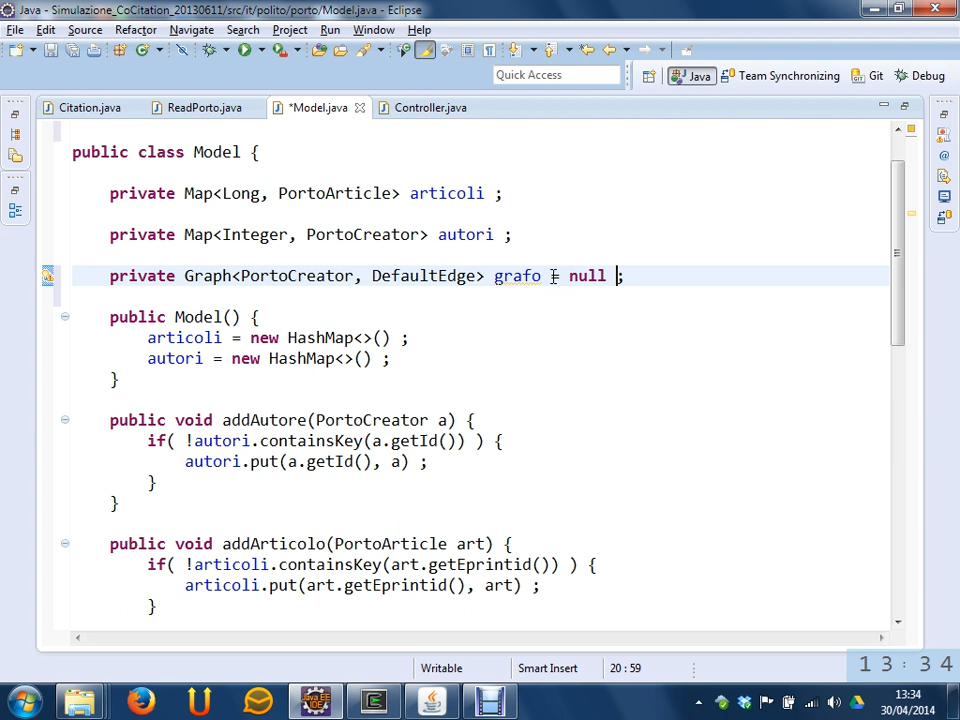 Java - Simulazione_CoCitation_20130611/src/it/polito/porto/Model.java - Eclipse
File Edit Source Refactor Navigate Search Project Run Window Help
Quick Access
Java Team Synchronizing Git Debug
Citation.java ReadPorto.java *Model.java Controller.java
public class Model {
private Map<Long, PortoArticle> articoli ;
private Map<Integer, PortoCreator> autori ;
private Graph<PortoCreator, DefaultEdge> grafo = null ;
public Model() {
articoli = new HashMap<>() ;
autori = new HashMap<>() ;
}
public void addAutore(PortoCreator a) {
if( !autori.containsKey(a.getId()) ) {
autori.put(a.getId(), a) ;
}
}
public void addArticolo(PortoArticle art) {
if( !articoli.containsKey(art.getEprintid()) ) {
articoli.put(art.getEprintid(), art) ;
}
Writable Smart Insert 20 : 59
13:34
13:34
30/04/2014